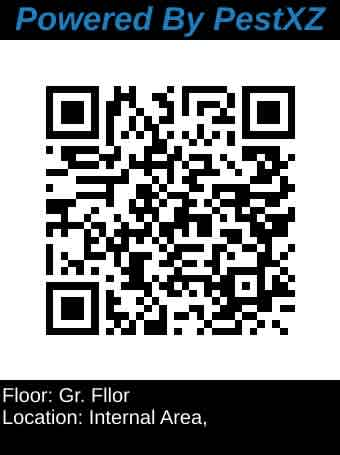 Powered By PestXZ
Floor: Gr. Fllor
Location: Internal Area,